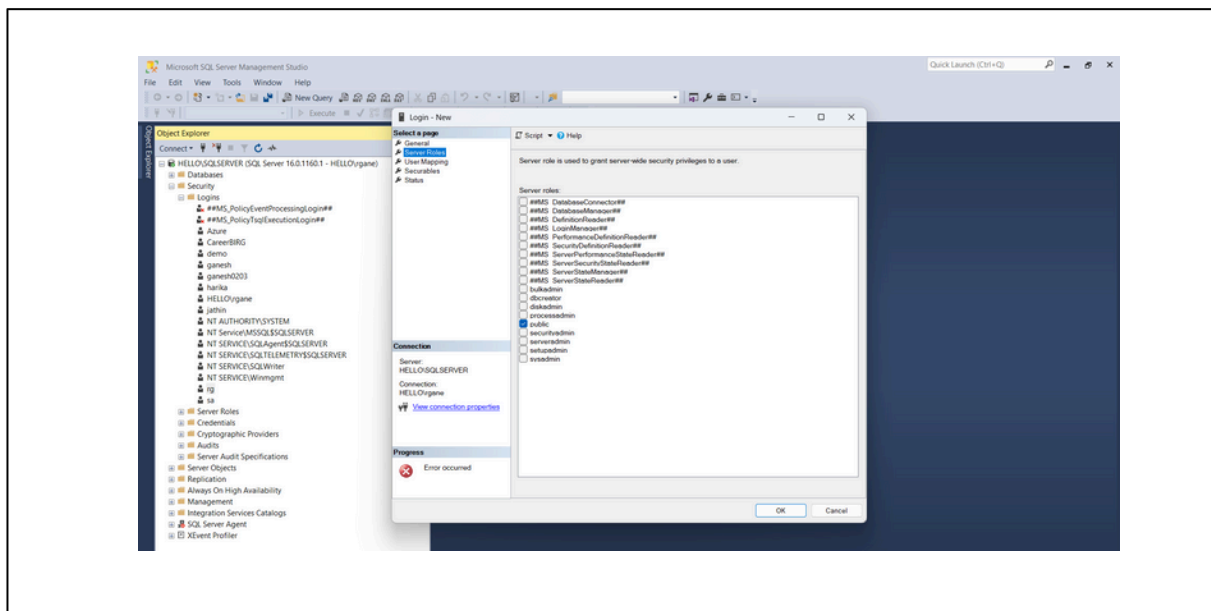 Microsoft SQL Server Management Studio
Quick Launch (Ctrl+Q)
File Edit View Tools Window Help
New Query
Execute
Object Explorer
Object Explorer
Connect
HELLO\SQLSERVER (SQL Server 16.0.1160.1 - HELLO\rgane)
Databases
Security
Logins
##MS_PolicyEventProcessingLogin##
##MS_PolicyTsqlExecutionLogin##
Azure
CareerBIRG
demo
ganesh
ganesh0203
harika
HELLO\rgane
jathin
NT AUTHORITY\SYSTEM
NT Service\MSSQL$SQLSERVER
NT SERVICE\SQLAgent$SQLSERVER
NT SERVICE\SQLTELEMETRY$SQLSERVER
NT SERVICE\SQLWriter
NT SERVICE\Winmgmt
rg
sa
Server Roles
Credentials
Cryptographic Providers
Audits
Server Audit Specifications
Server Objects
Replication
Always On High Availability
Management
Integration Services Catalogs
SQL Server Agent
XEvent Profiler
Login - New
Select a page
General
Server Roles
User Mapping
Securables
Status
Connection
Server:
HELLO\SQLSERVER
Connection:
HELLO\rgane
View connection properties
Progress
Error occurred
Script Help
Server role is used to grant server-wide security privileges to a user.
Server roles:
##MS_DatabaseConnector##
##MS_DatabaseManager##
##MS_DefinitionReader##
##MS_LoginManager##
##MS_PerformanceDefinitionReader##
##MS_SecurityDefinitionReader##
##MS_ServerPerformanceStateReader##
##MS_ServerSecurityStateReader##
##MS_ServerStateManager##
##MS_ServerStateReader##
bulkadmin
dbcreator
diskadmin
processadmin
public
securityadmin
serveradmin
setupadmin
sysadmin
OK Cancel